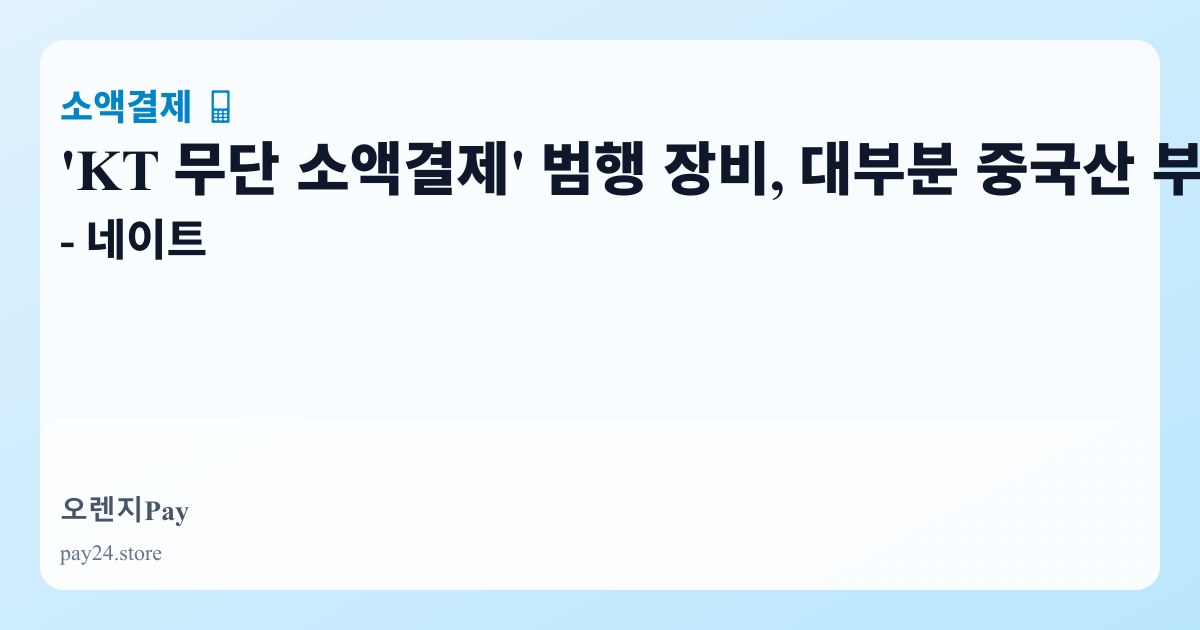 소액결제
'KT 무단 소액결제' 범행 장비, 대부분 중국산 부
- 네이트
오렌지Pay
pay24.store